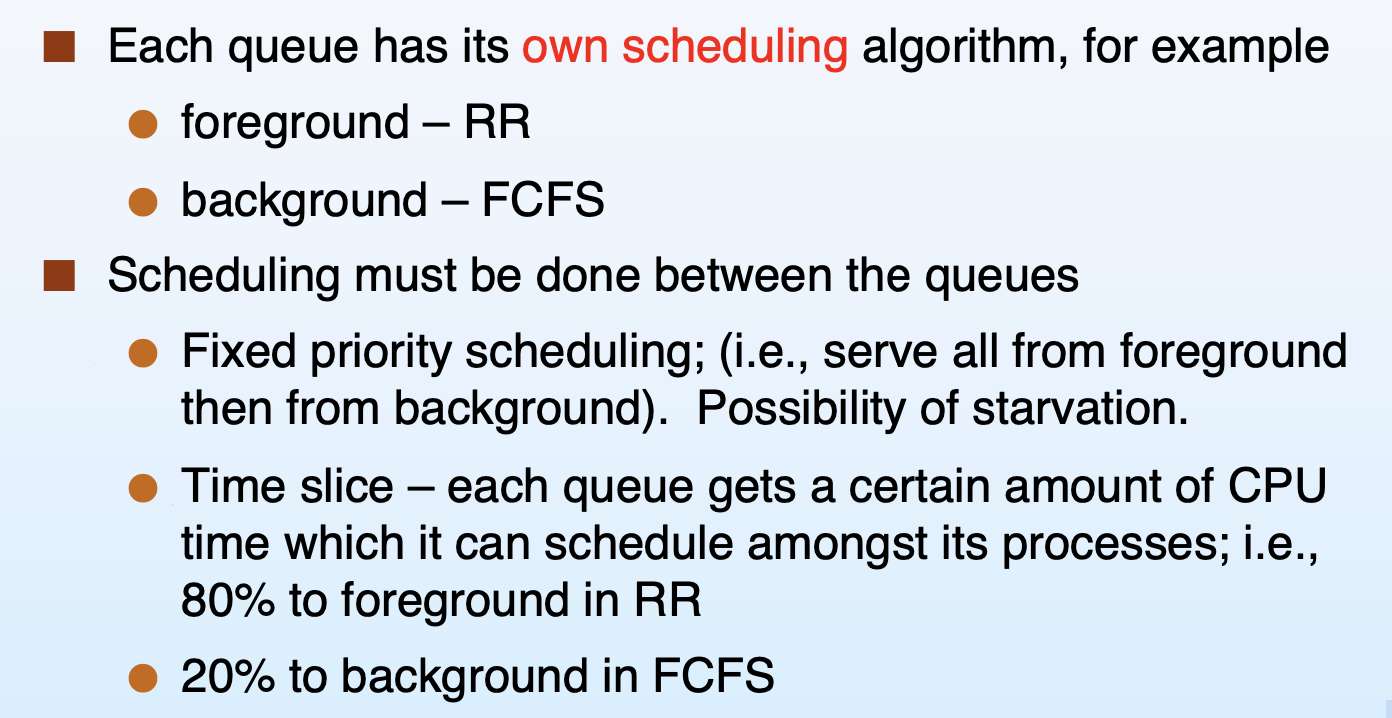 Each queue has its own scheduling algorithm, for example
foreground – RR
background – FCFS
Scheduling must be done between the queues
Fixed priority scheduling; (i.e., serve all from foreground
then from background).  Possibility of starvation.
Time slice – each queue gets a certain amount of CPU
time which it can schedule amongst its processes; i.e.,
80% to foreground in RR
20% to background in FCFS